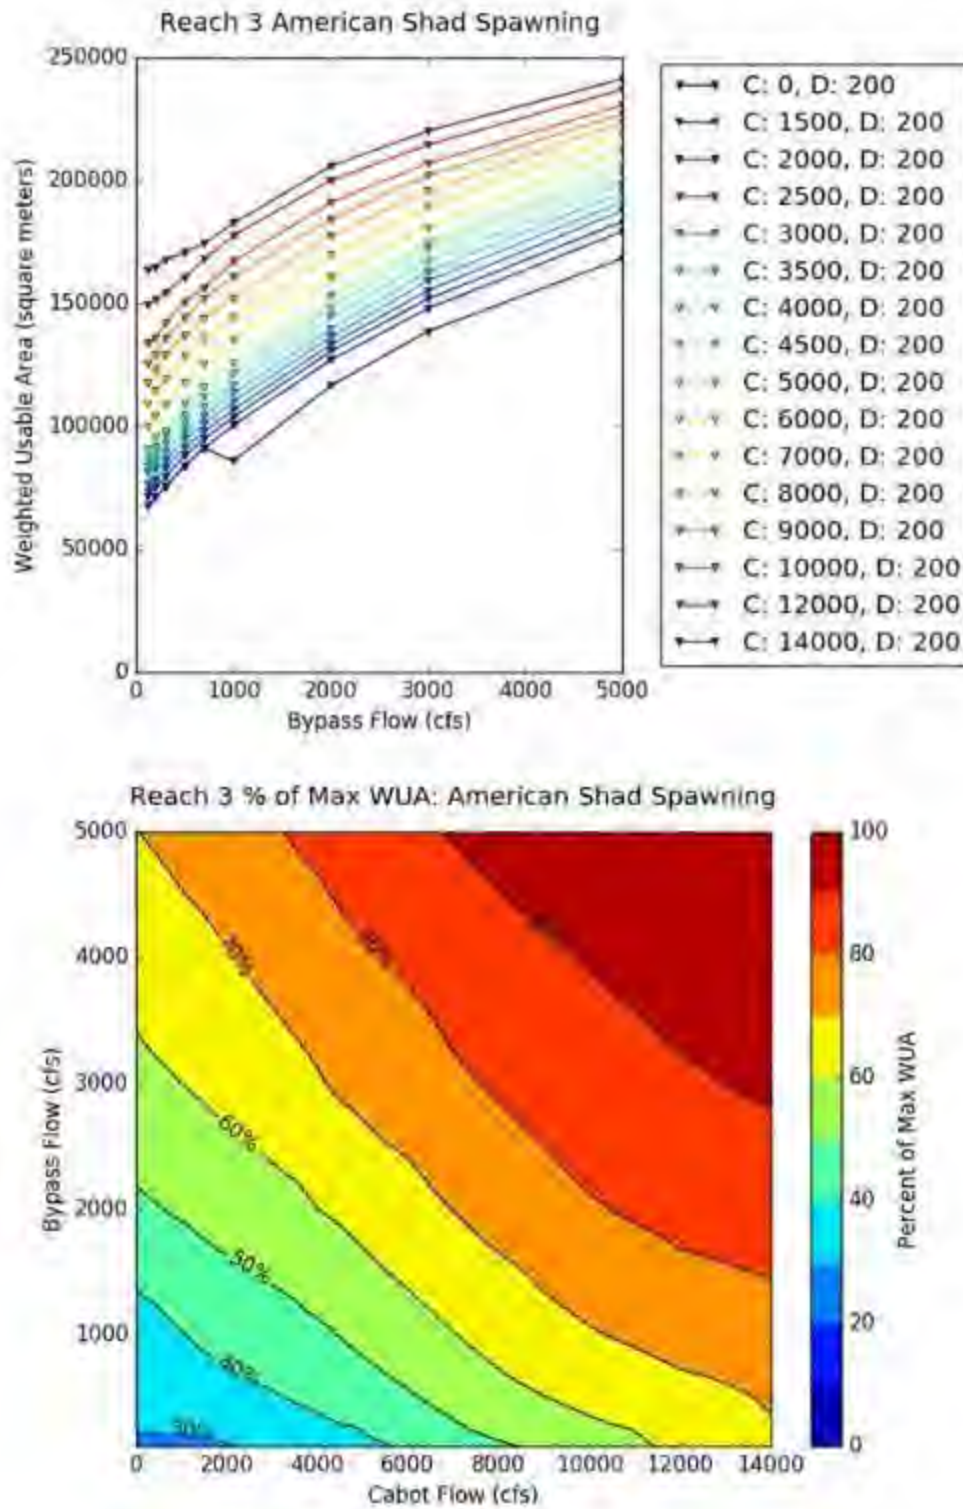 Reach 3 American Shad Spawning
250000
200000
150000
100000
50000
0
Weighted Usable Area (square meters)
0 1000 2000 3000 4000 5000
Bypass Flow (cfs)
C: 0, D: 200
C: 1500, D: 200
C: 2000, D: 200
C: 2500, D: 200
C: 3000, D: 200
C: 3500, D: 200
C: 4000, D: 200
C: 4500, D: 200
C: 5000, D: 200
C: 6000, D: 200
C: 7000, D: 200
C: 8000, D: 200
C: 9000, D: 200
C: 10000, D: 200
C: 12000, D: 200
C: 14000, D: 200
Reach 3 % of Max WUA: American Shad Spawning
5000
4000
3000
2000
1000
Bypass Flow (cfs)
70%
60%
50%
40%
30%
0 2000 4000 6000 8000 10000 12000 14000
Cabot Flow (cfs)
100
80
60
40
20
0
Percent of Max WUA